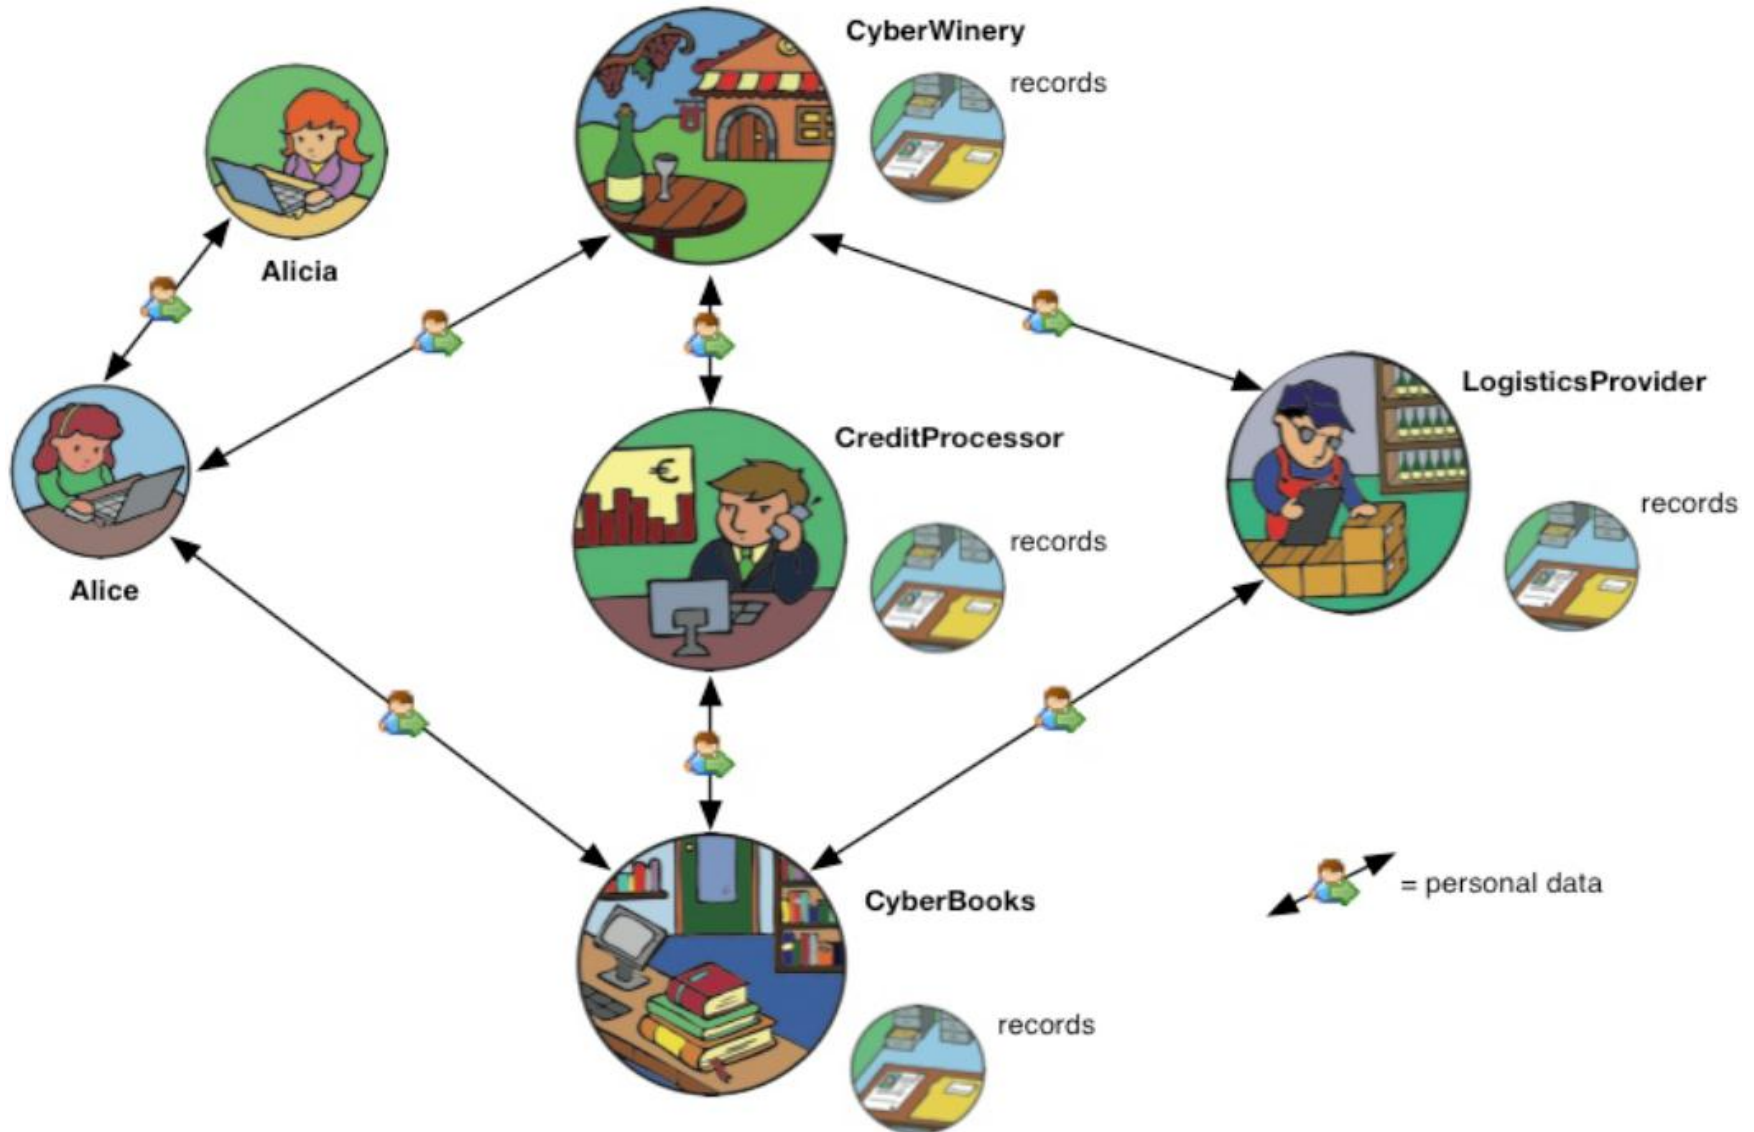 CyberWinery
records
Alicia
LogisticsProvider
CreditProcessor
€
records
records
Alice
CyberBooks
= personal data
records